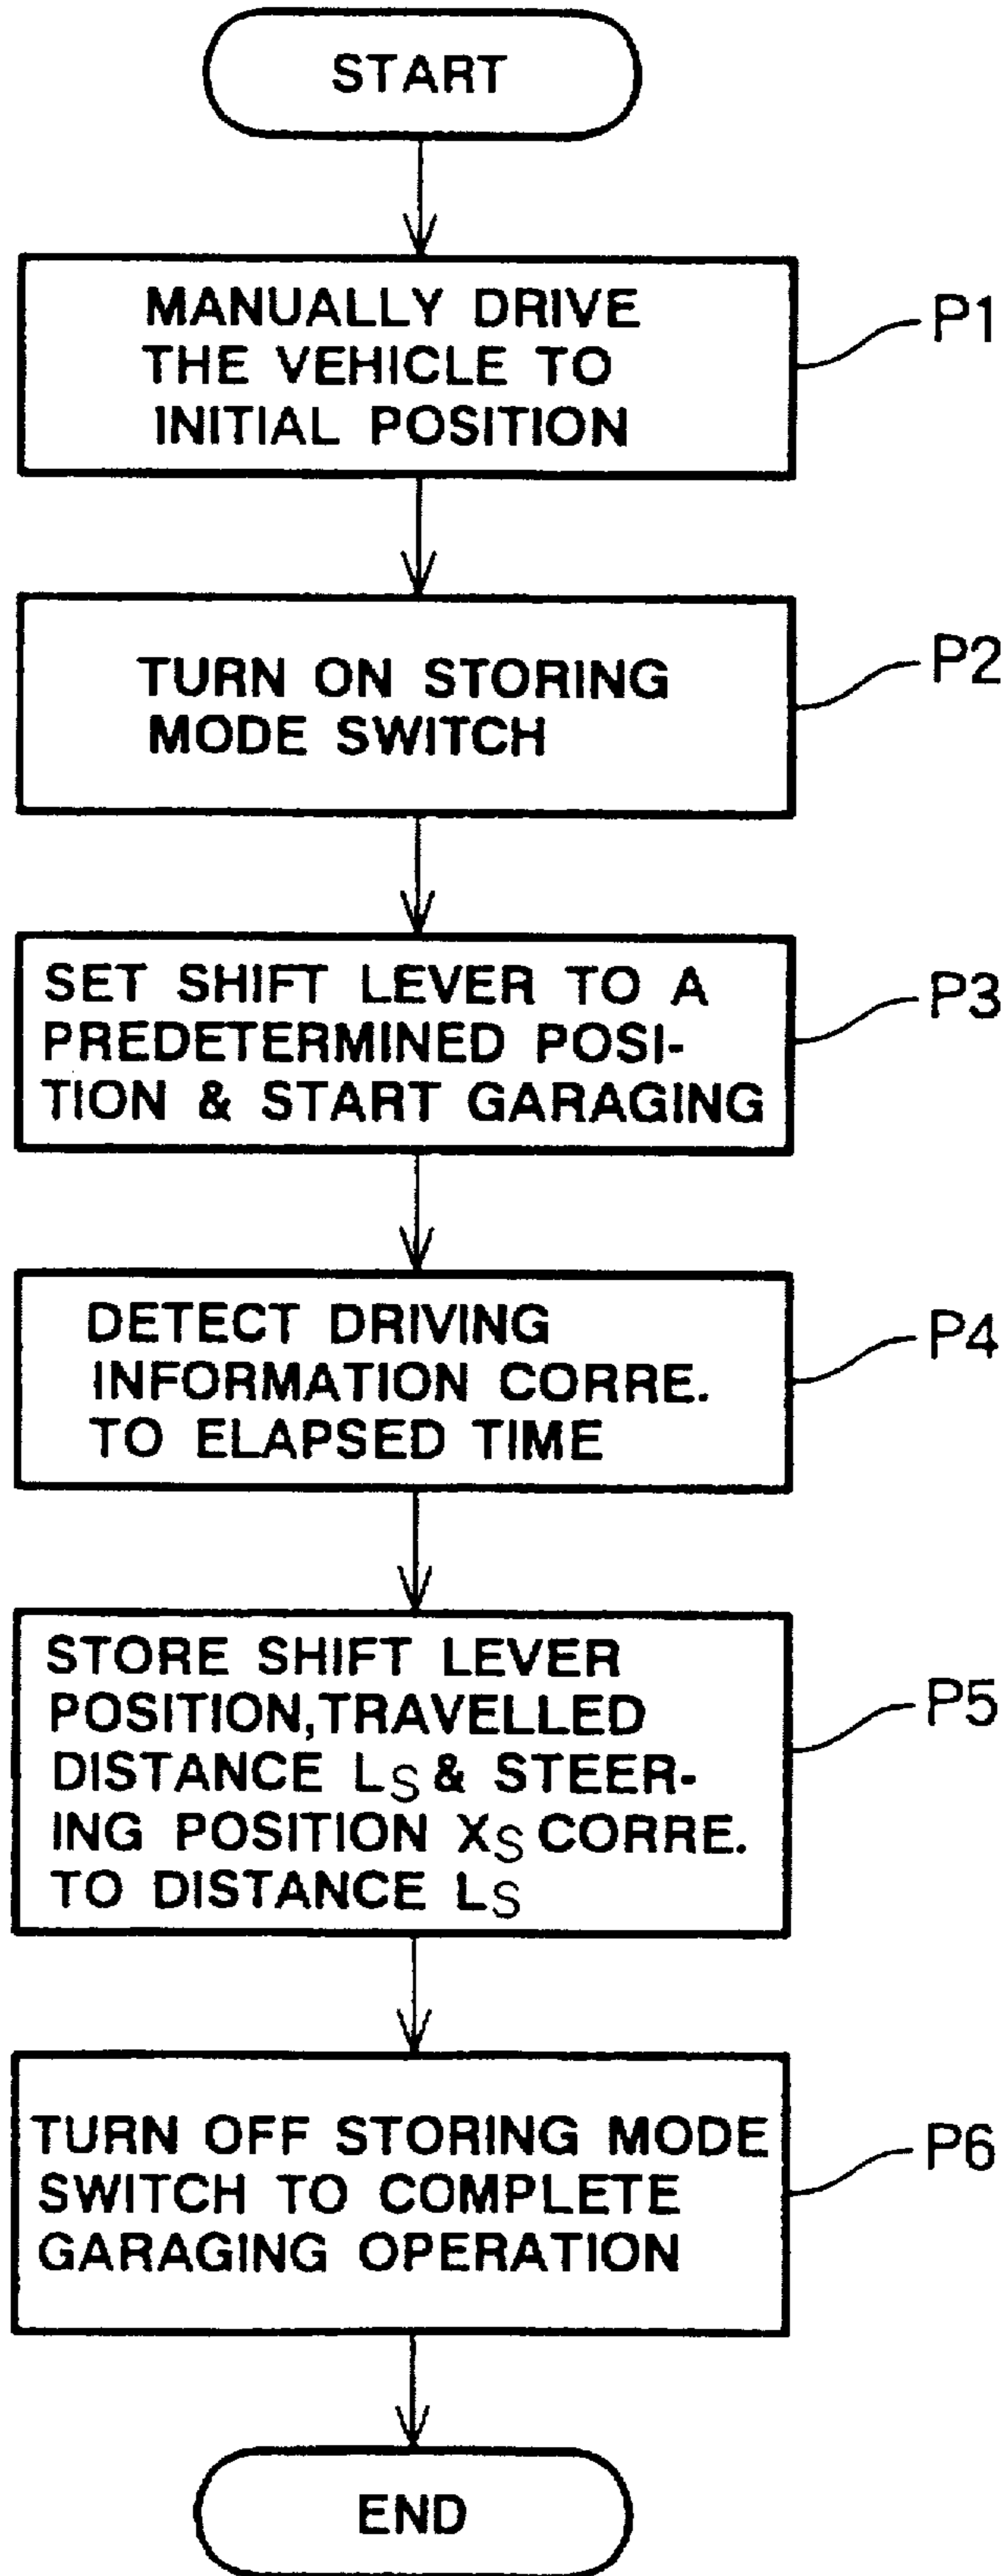 START
MANUALLY DRIVE
THE VEHICLE TO
INITIAL POSITION
P1
TURN ON STORING
MODE SWITCH
P2
SET SHIFT LEVER TO A
PREDETERMINED POSI-
TION & START GARAGING
P3
DETECT DRIVING
INFORMATION CORRE.
TO ELAPSED TIME
P4
STORE SHIFT LEVER
POSITION,TRAVELLED
DISTANCE LS & STEER-
ING POSITION XS CORRE.
TO DISTANCE LS
P5
TURN OFF STORING MODE
SWITCH TO COMPLETE
GARAGING OPERATION
P6
END